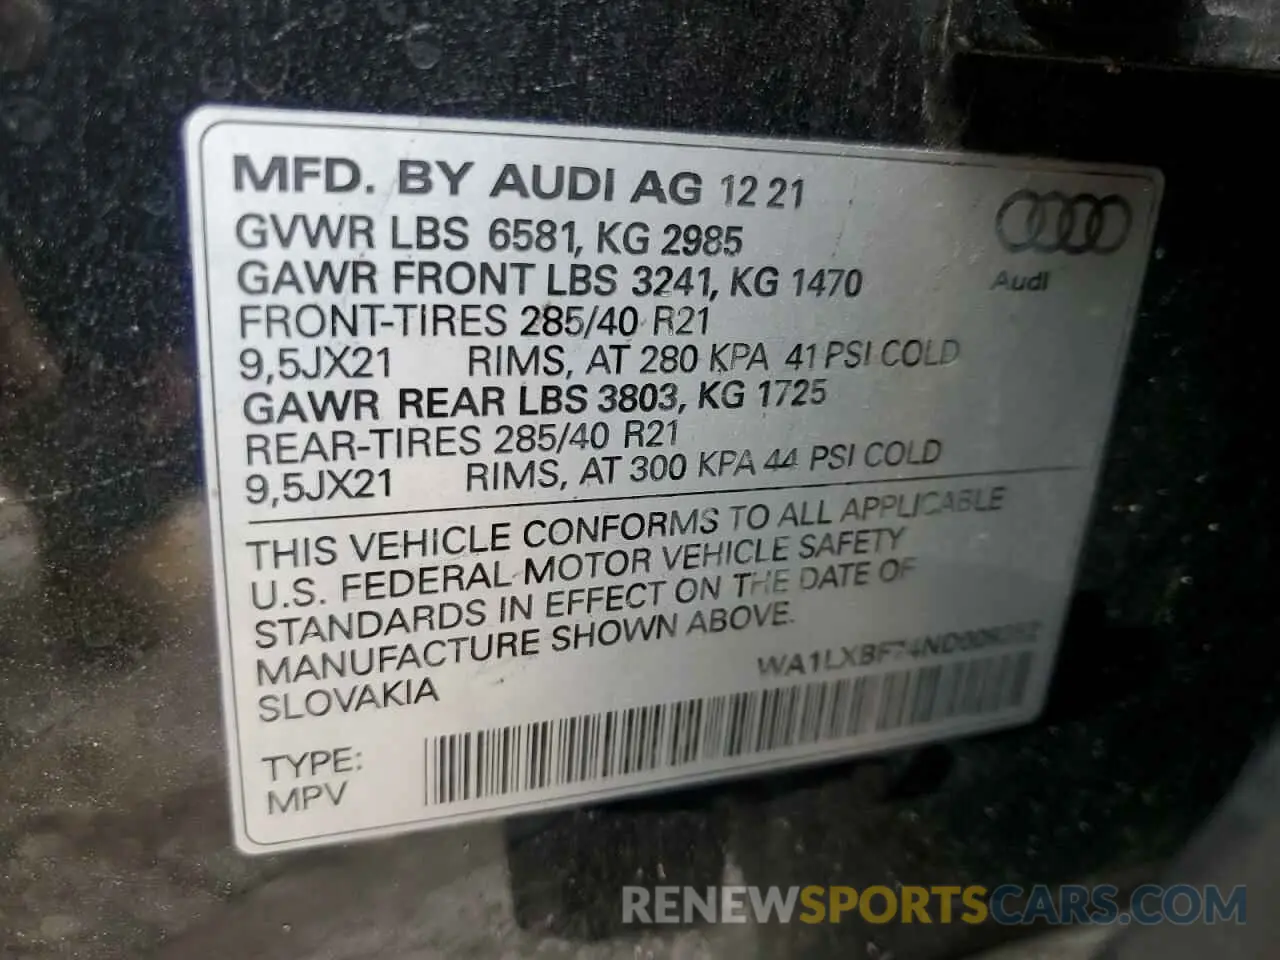 MFD. BY AUDI AG 12 21
GVWR LBS 6581, KG 2985
GAWR FRONT LBS 3241, KG 1470
FRONT-TIRES 285/40 R21
9,5JX21 RIMS, AT 280 KPA 41 PSI COLD
GAWR REAR LBS 3803, KG 1725
REAR-TIRES 285/40 R21
9,5JX21 RIMS, AT 300 KPA 44 PSI COLD
Audi
THIS VEHICLE CONFORMS TO ALL APPLICABLE
U.S. FEDERAL MOTOR VEHICLE SAFETY
STANDARDS IN EFFECT ON THE DATE OF
MANUFACTURE SHOWN ABOVE.
SLOVAKIA
TYPE:
MPV
RENEWSPORTSCARS.COM